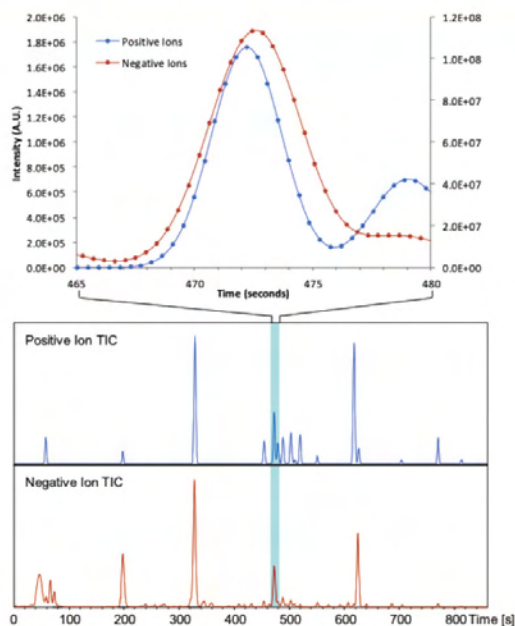 2.0E+06
1.8E+06
1.6E+06
1.4E+06
1.2E+06
1.0E+06
8.0E+05
6.0E+05
4.0E+05
2.0E+05
0.0E+00
Intensity (A.U.)
Positive Ions
Negative Ions
1.2E+08
1.0E+08
8.0E+07
6.0E+07
4.0E+07
2.0E+07
0.0E+00
465 470 475 480
Time (seconds)
Positive Ion TIC
Negative Ion TIC
0 100 200 300 400 500 600 700 800 Time [s]